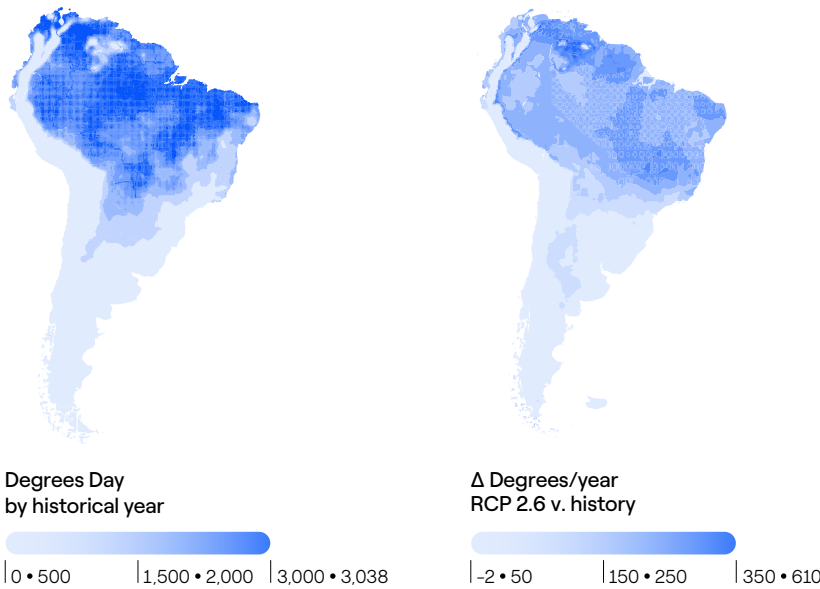 Degrees Day
by historical year
0 • 500
1,500 • 2,000
3,000 • 3,038
Δ Degrees/year
RCP 2.6 v. history
−2 • 50
150 • 250
350 • 610